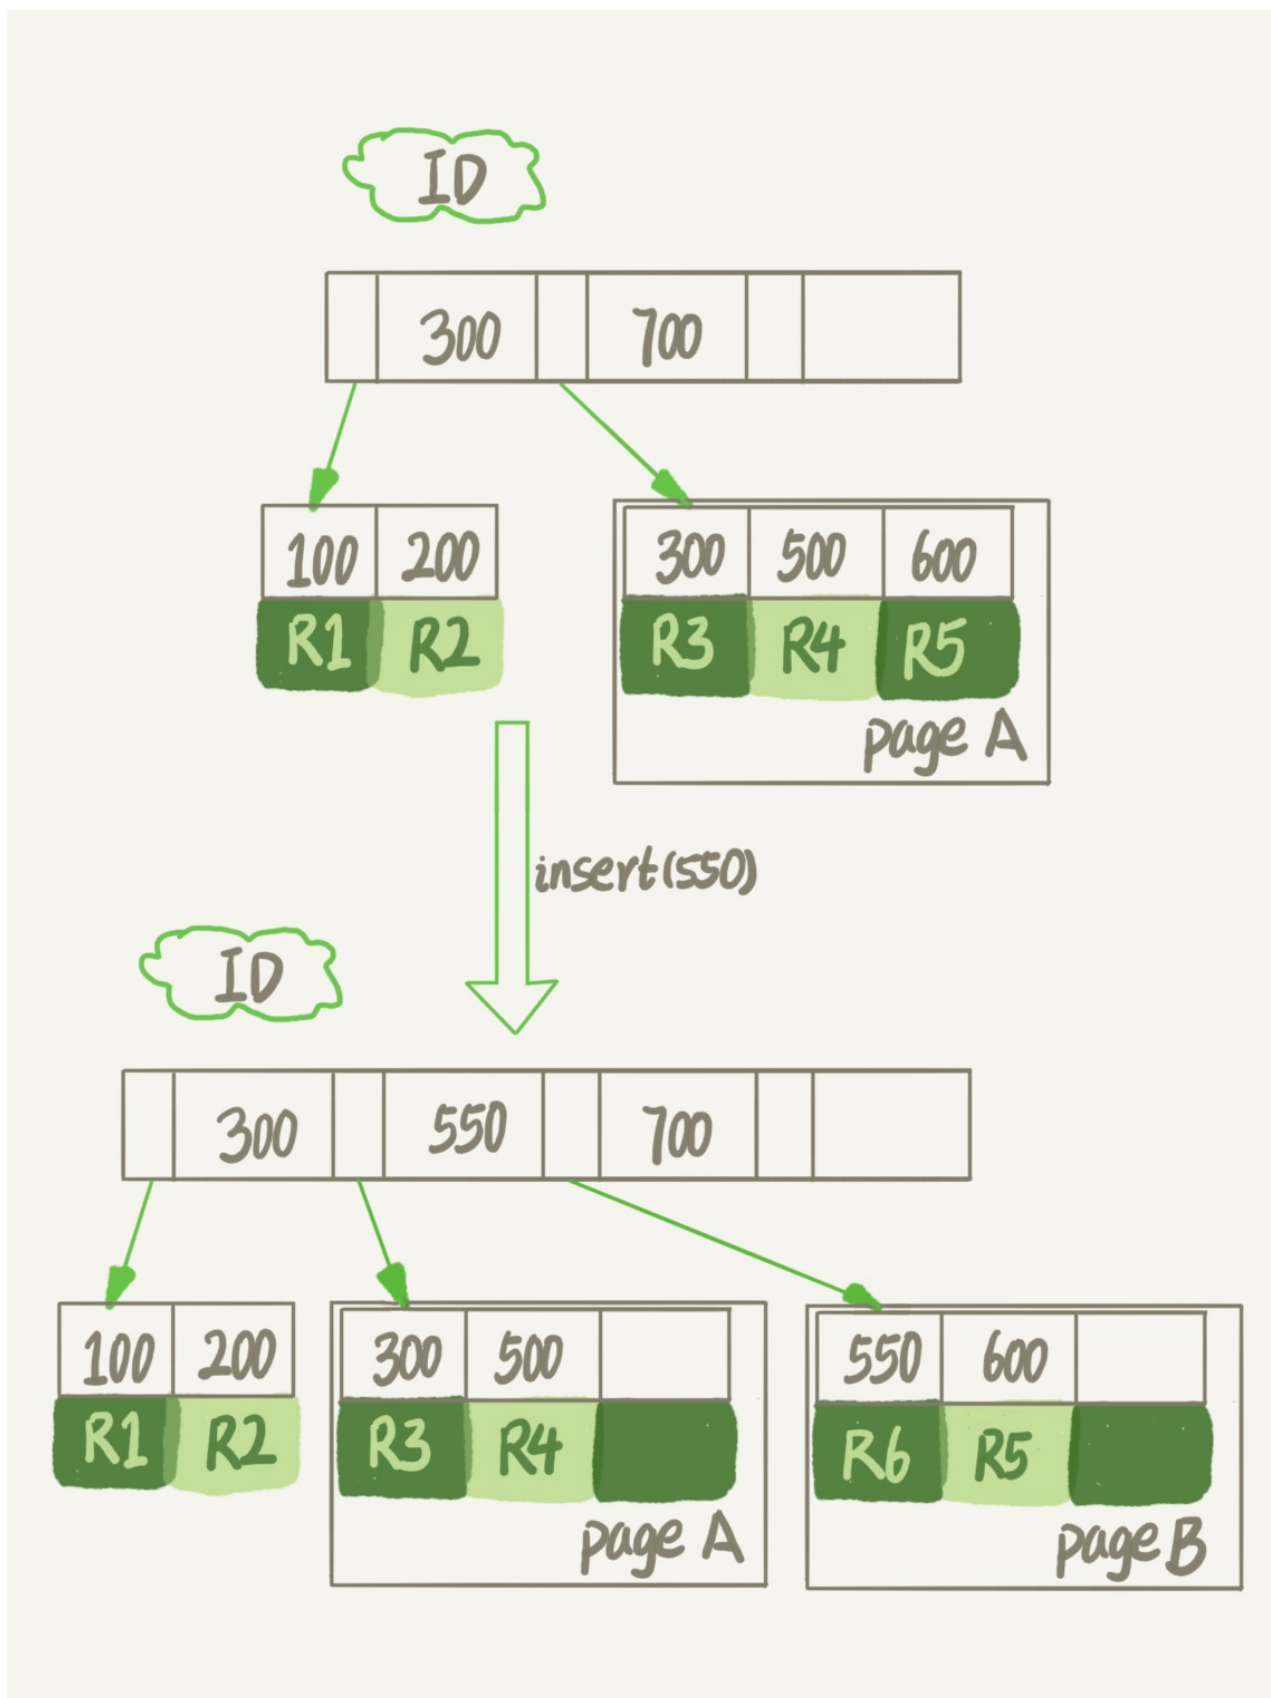 ID
300 700
100 200
R1 R2
300 500 600
R3 R4 R5
page A
insert(550)
ID
300 550 700
100 200
R1 R2
300 500
R3 R4
page A
550 600
R6 R5
page B